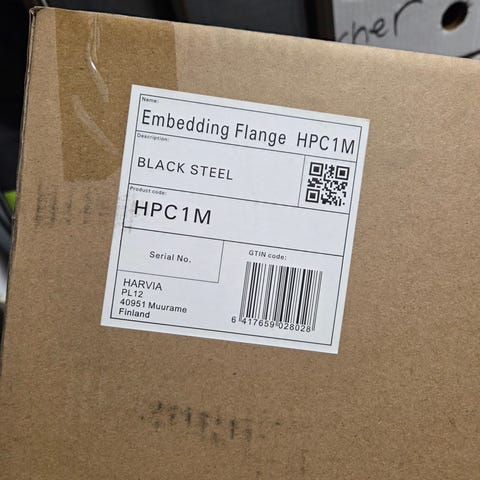 Name:
Embedding Flange HPC1M
Description:
BLACK STEEL
Product code:
HPC1M
Serial No.
GTIN code:
HARVIA
PL12
40951 Muurame
Finland
6 417659 028028